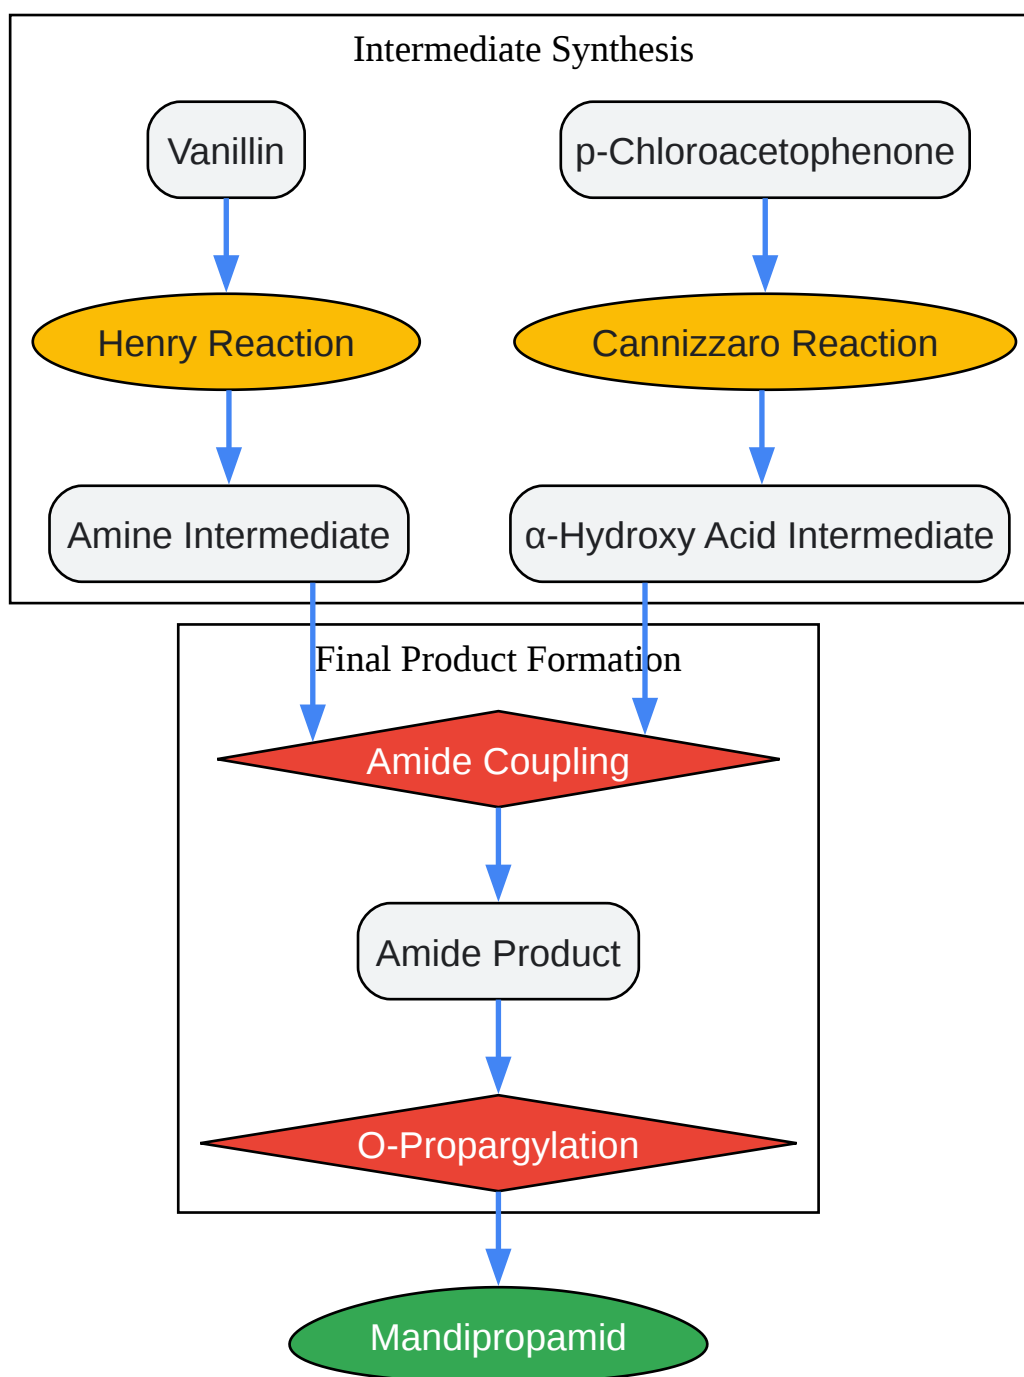 Intermediate Synthesis
Vanillin
p-Chloroacetophenone
Henry Reaction
Cannizzaro Reaction
Amine Intermediate
α-Hydroxy Acid Intermediate
Final Product Formation
Amide Coupling
Amide Product
O-Propargylation
Mandipropamid